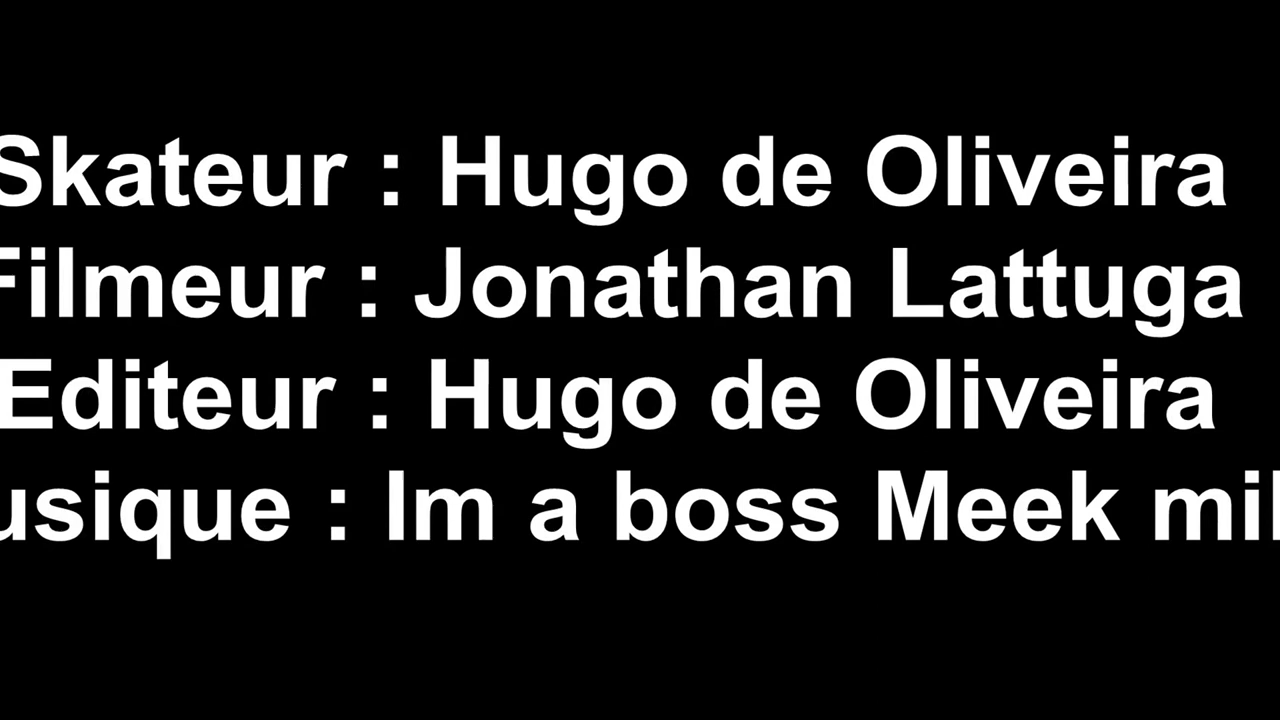 Skateur : Hugo de Oliveira
Filmeur : Jonathan Lattuga
Editeur : Hugo de Oliveira
usique : Im a boss Meek mil